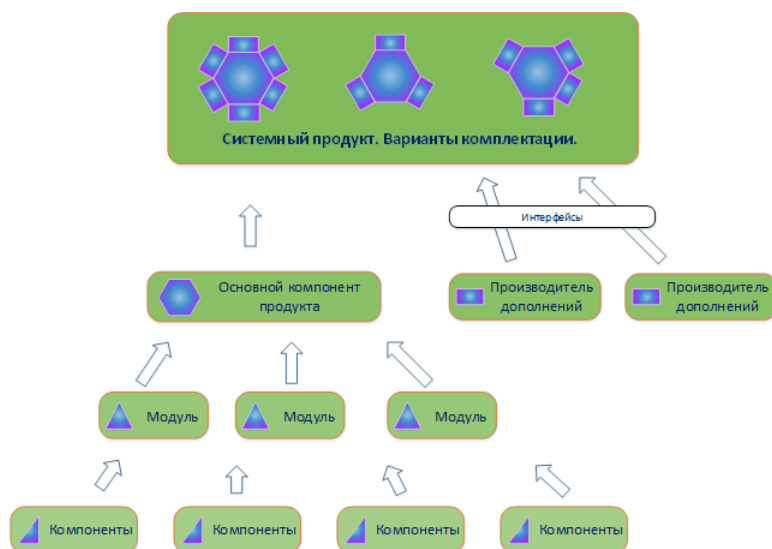 Системный продукт. Варианты комплектации.
Интерфейсы
Основной компонент
продукта
Производитель
дополнений
Производитель
дополнений
Модуль
Модуль
Модуль
Компоненты
Компоненты
Компоненты
Компоненты